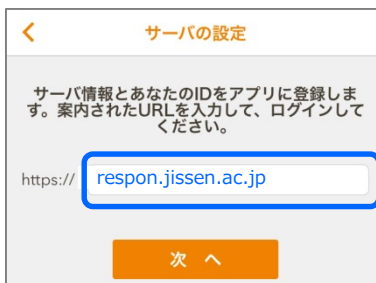 サーバの設定
サーバ情報とあなたのIDをアプリに登録しま
す。案内されたURLを入力して、ログインして
ください。
https:// respon.jissen.ac.jp
次 へ